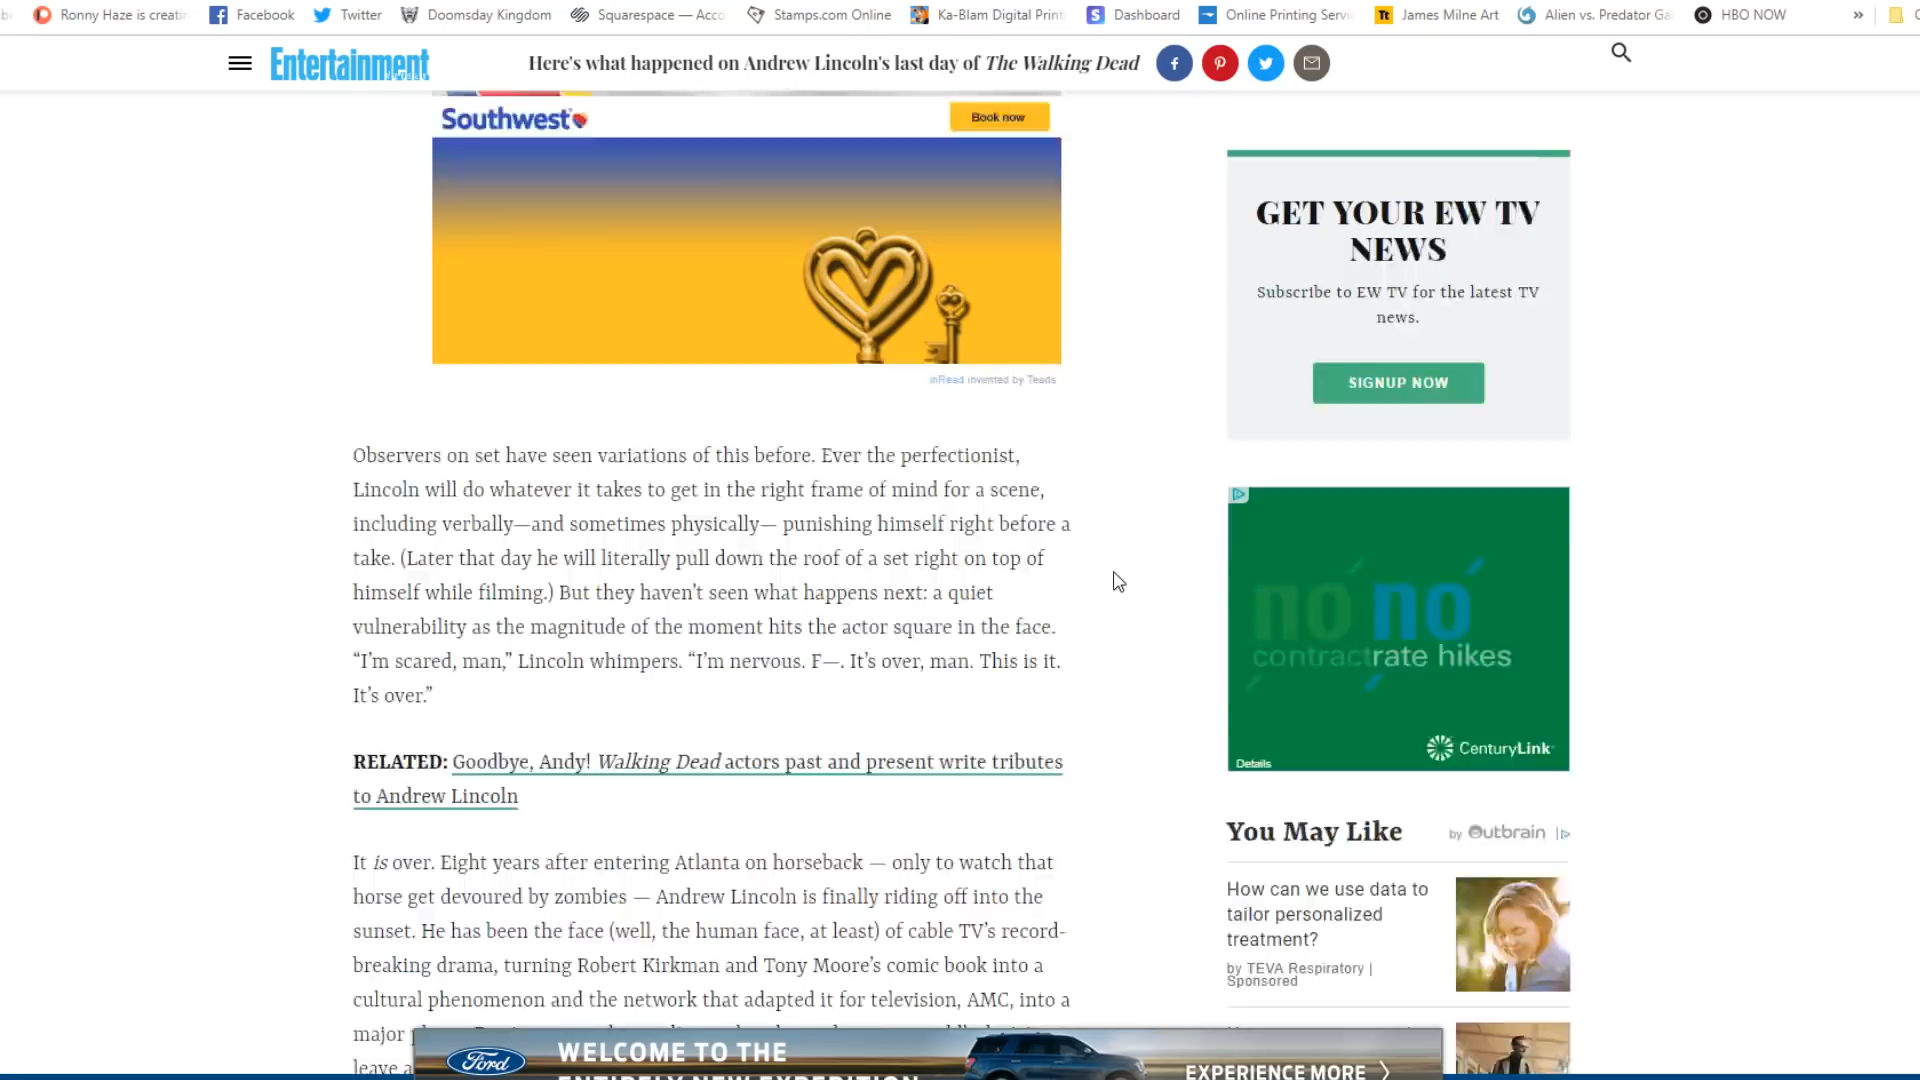 Ronny Haze is creatin
Facebook
Twitter
Doomsday Kingdom
Squarespace — Acco
Stamps.com Online
Ka-Blam Digital Print
Dashboard
Online Printing Servi
James Milne Art
Alien vs. Predator Ga
HBO NOW
»
Entertainment
Here's what happened on Andrew Lincoln's last day of The Walking Dead
Southwest
Book now
inRead invented by Teads
Observers on set have seen variations of this before. Ever the perfectionist,
Lincoln will do whatever it takes to get in the right frame of mind for a scene,
including verbally—and sometimes physically— punishing himself right before a
take. (Later that day he will literally pull down the roof of a set right on top of
himself while filming.) But they haven't seen what happens next: a quiet
vulnerability as the magnitude of the moment hits the actor square in the face.
“I'm scared, man,” Lincoln whimpers. “I'm nervous. F—. It's over, man. This is it.
It's over.”
RELATED: Goodbye, Andy! Walking Dead actors past and present write tributes
to Andrew Lincoln
It is over. Eight years after entering Atlanta on horseback — only to watch that
horse get devoured by zombies — Andrew Lincoln is finally riding off into the
sunset. He has been the face (well, the human face, at least) of cable TV's record-
breaking drama, turning Robert Kirkman and Tony Moore's comic book into a
cultural phenomenon and the network that adapted it for television, AMC, into a
major
leave a
GET YOUR EW TV
NEWS
Subscribe to EW TV for the latest TV
news.
SIGNUP NOW
no no
contract rate hikes
CenturyLink
Details
You May Like
by Outbrain
How can we use data to
tailor personalized
treatment?
by TEVA Respiratory |
Sponsored
Ford
WELCOME TO THE
ENTIRELY NEW EXPEDITION
EXPERIENCE MORE